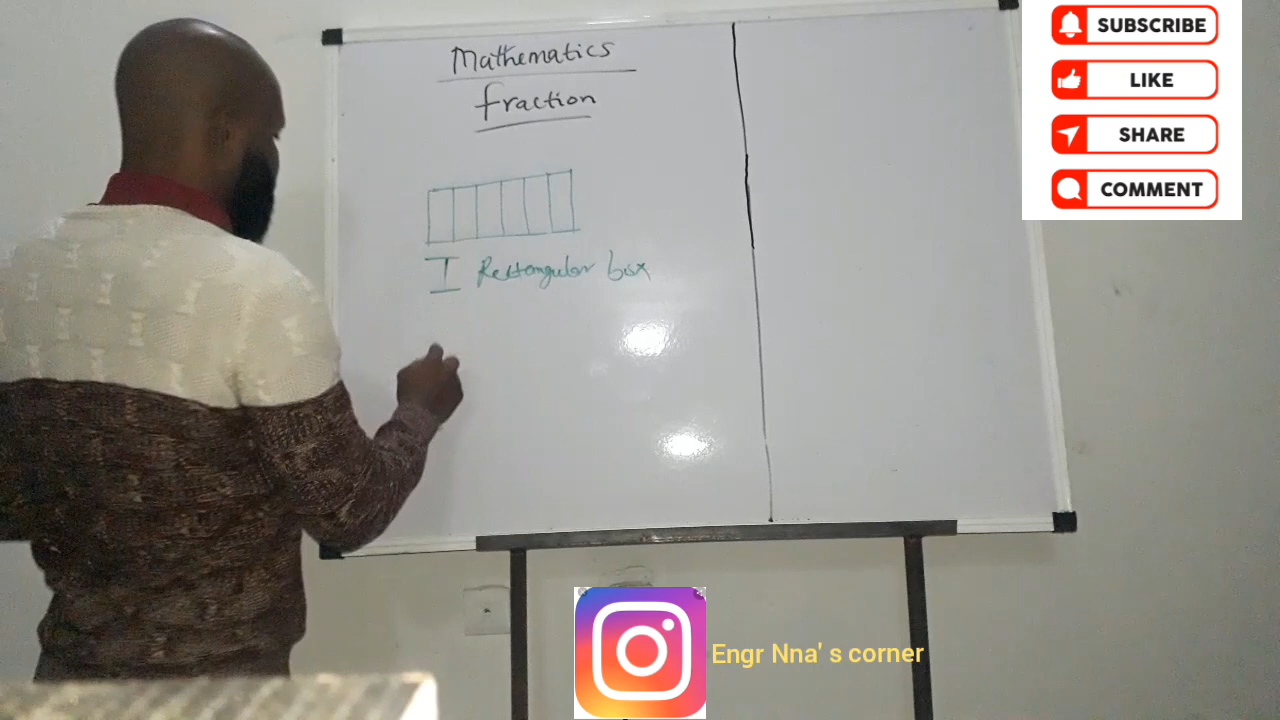 Mathematics
fraction
I Rectangular box
SUBSCRIBE
LIKE
SHARE
COMMENT
Engr Nna' s corner